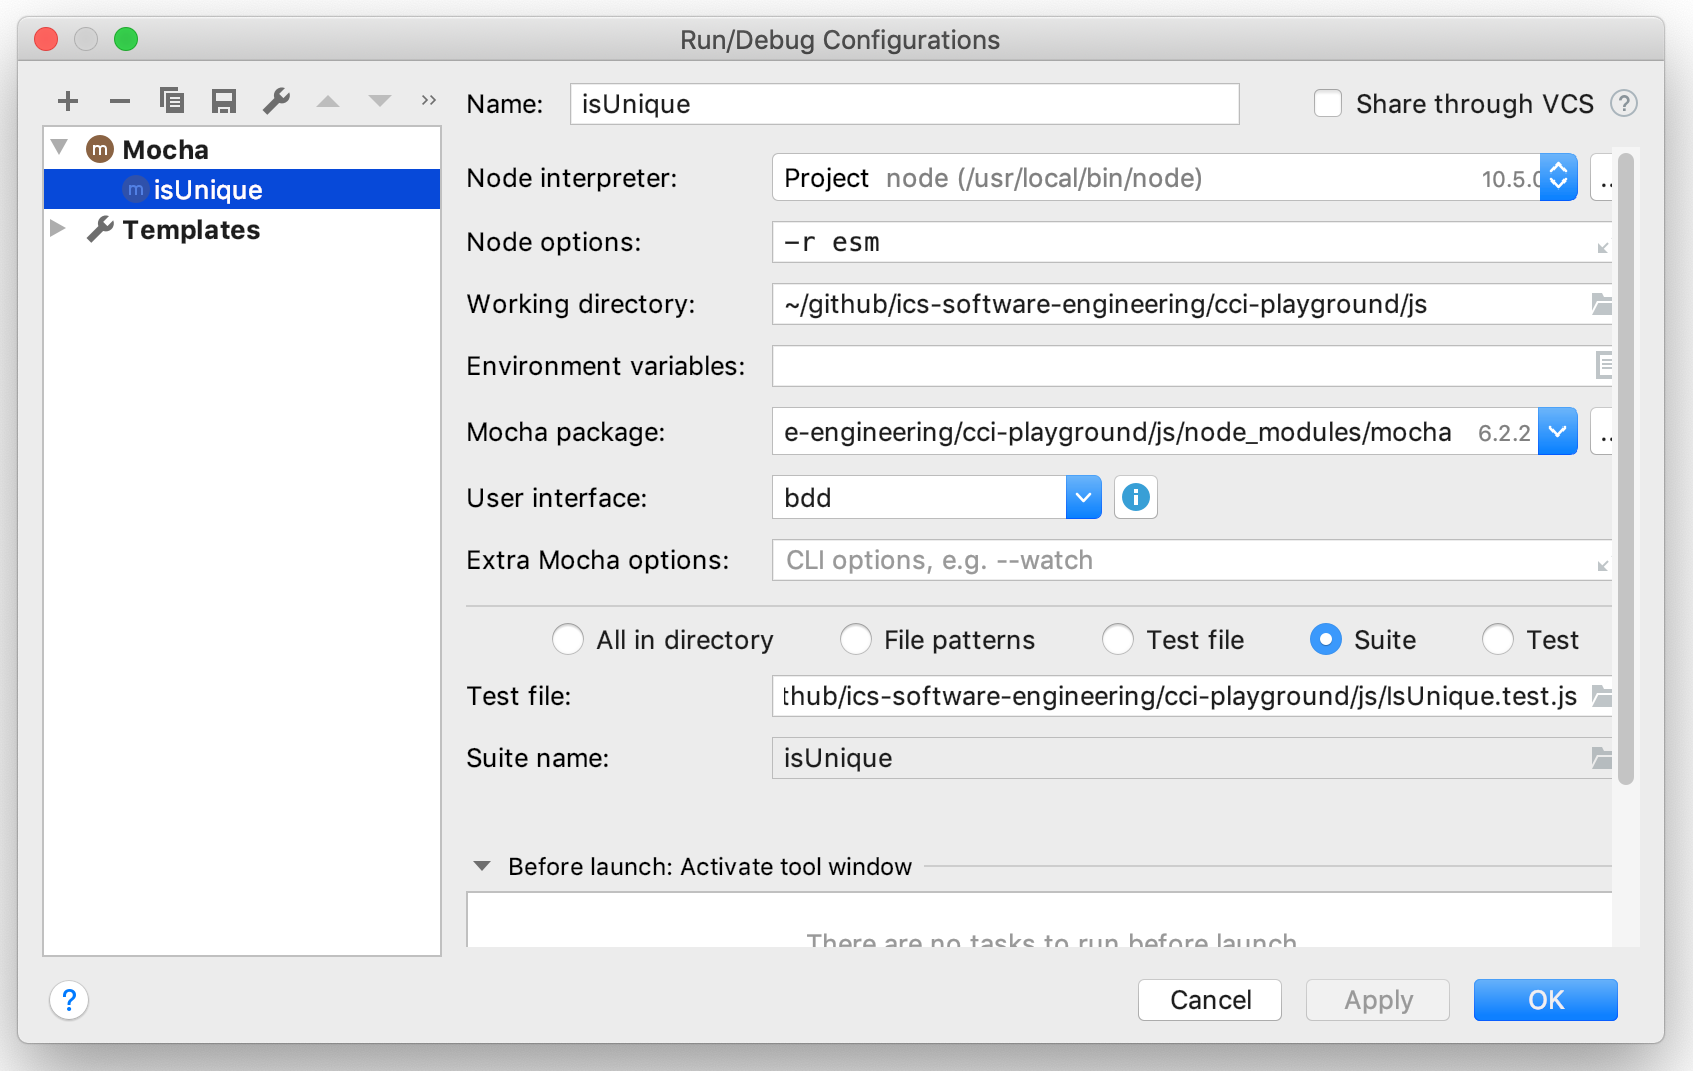 Run/Debug Configurations
Name: isUnique Share through VCS ?
m Mocha
m isUnique
Templates
Node interpreter: Project node (/usr/local/bin/node) 10.5.0 ..
Node options: -r esm
Working directory: ~/github/ics-software-engineering/cci-playground/js
Environment variables:
Mocha package: e-engineering/cci-playground/js/node_modules/mocha 6.2.2 ..
User interface: bdd i
Extra Mocha options: CLI options, e.g. --watch
All in directory File patterns Test file Suite Test
Test file: thub/ics-software-engineering/cci-playground/js/IsUnique.test.js
Suite name: isUnique
Before launch: Activate tool window
There are no tasks to run before launch
? Cancel Apply OK